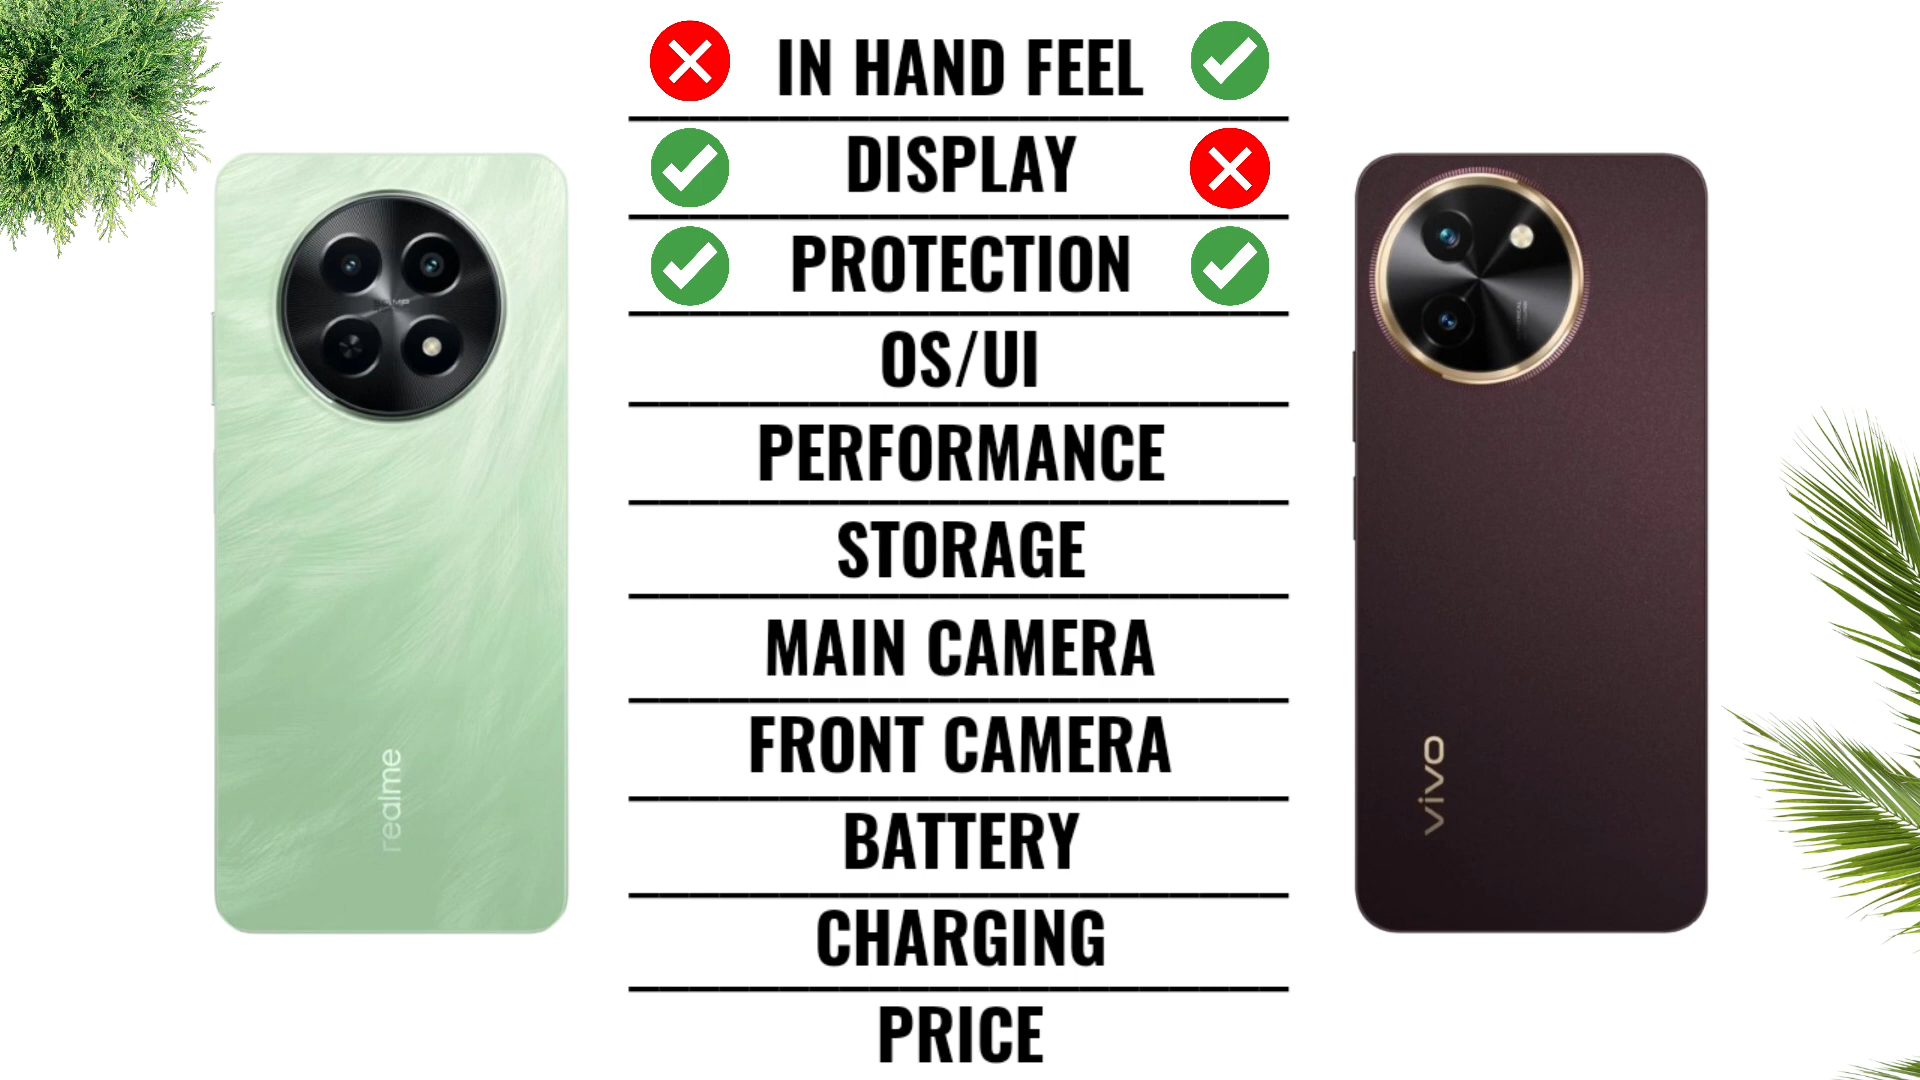 IN HAND FEEL
DISPLAY
PROTECTION
OS/UI
PERFORMANCE
STORAGE
MAIN CAMERA
FRONT CAMERA
BATTERY
CHARGING
PRICE
realme
vivo